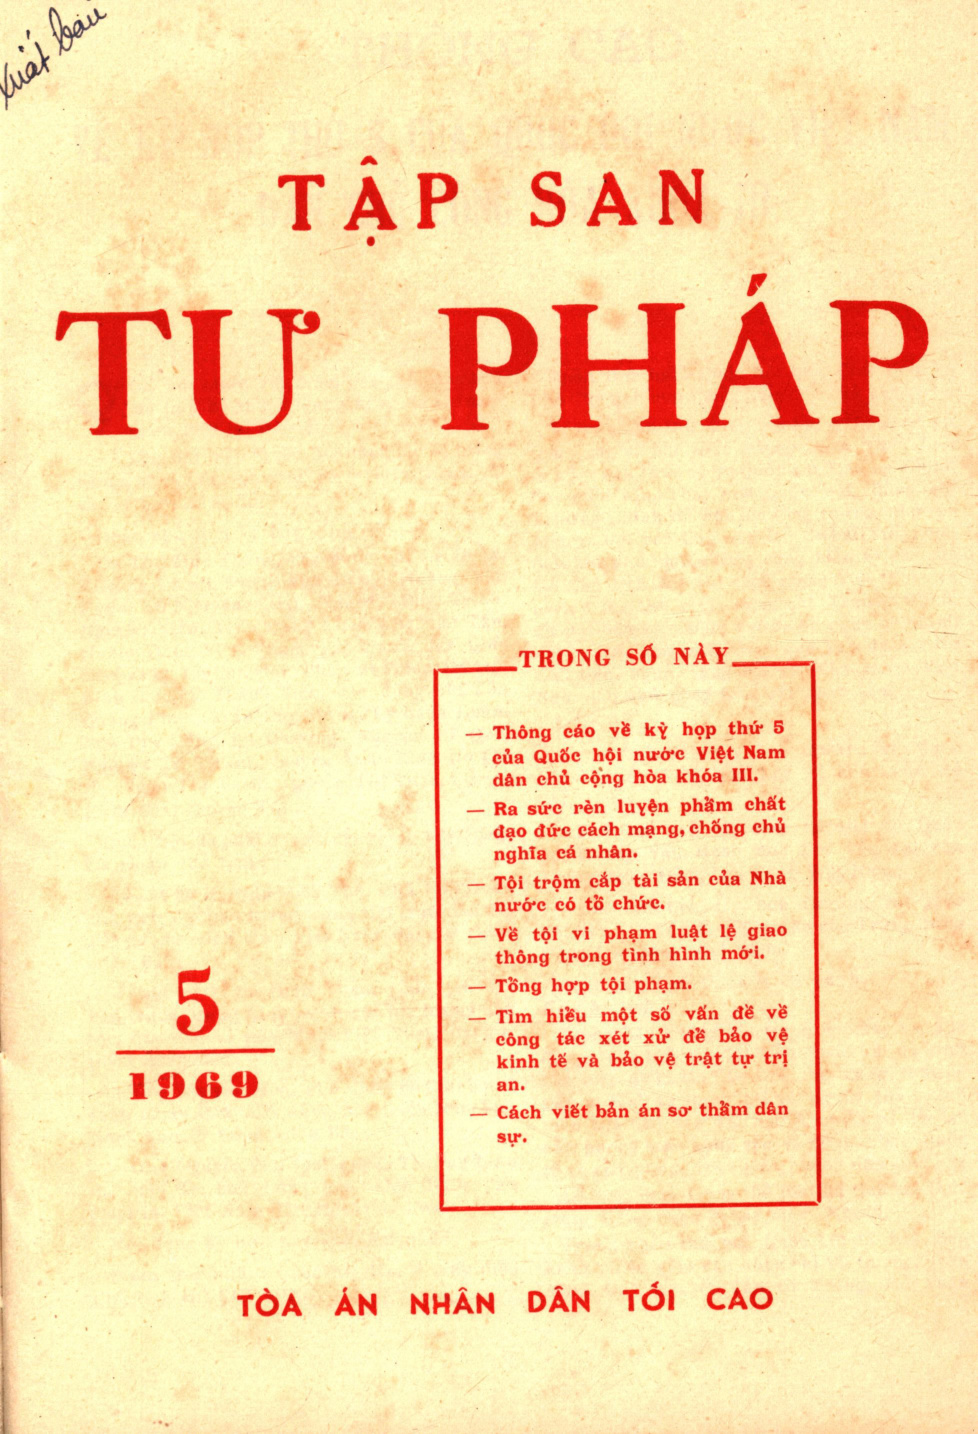 Xuất bản
TẬP SAN
TƯ PHÁP
TRONG SỐ NÀY
— Thông cáo về kỳ họp thứ 5
của Quốc hội nước Việt Nam
dân chủ cộng hòa khóa III.
— Ra sức rèn luyện phẩm chất
đạo đức cách mạng, chống chủ
nghĩa cá nhân.
— Tội trộm cắp tài sản của Nhà
nước có tổ chức.
— Về tội vi phạm luật lệ giao
thông trong tình hình mới.
— Tổng hợp tội phạm.
— Tìm hiểu một số vấn đề về
công tác xét xử để bảo vệ
kinh tế và bảo vệ trật tự trị
an.
— Cách viết bản án sơ thẩm dân
sự.
5
1969
TÒA ÁN NHÂN DÂN TỐI CAO